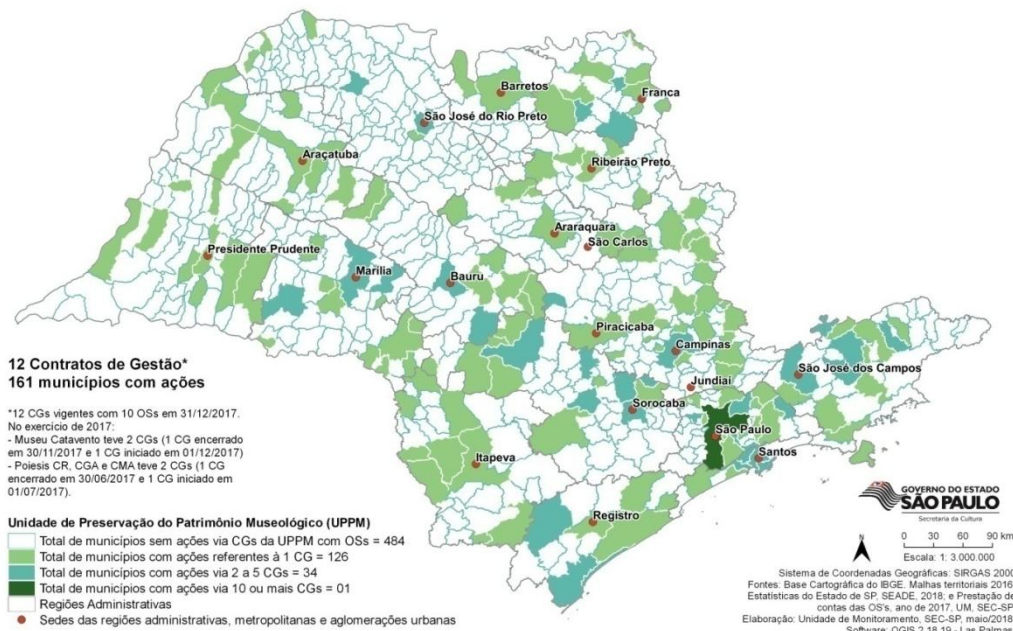 Barretos
Franca
São José do Rio Preto
Araçatuba
Ribeirão Preto
Araraquara
São Carlos
Presidente Prudente
Marília
Bauru
Piracicaba
Campinas
São José dos Campos
Jundiaí
Sorocaba
São Paulo
Santos
Itapeva
Registro
12 Contratos de Gestão*
161 municípios com ações
*12 CGs vigentes com 10 OSs em 31/12/2017.
No exercicio de 2017:
- Museu Catavento teve 2 CGs (1 CG encerrado
em 30/11/2017 e 1 CG iniciado em 01/12/2017)
- Poiesis CR, CGA e CMA teve 2 CGs (1 CG
encerrado em 30/06/2017 e 1 CG iniciado em
01/07/2017).
Unidade de Preservação do Patrimônio Museológico (UPPM)
Total de municípios sem ações via CGs da UPPM com OSs = 484
Total de municípios com ações referentes à 1 CG = 126
Total de municípios com ações via 2 a 5 CGs = 34
Total de municípios com ações via 10 ou mais CGs = 01
Regiões Administrativas
Sedes das regiões administrativas, metropolitanas e aglomerações urbanas
GOVERNO DO ESTADO
SÃO PAULO
Secretaria da Cultura
N
0 30 60 90 km
Escala: 1: 3.000.000
Sistema de Coordenadas Geográficas: SIRGAS 2000
Fontes: Base Cartográfica do IBGE. Malhas territoriais 2016
Estatísticas do Estado de SP, SEADE, 2018; e Prestação de
contas das OS's, ano de 2017, UM, SEC-SP
Elaboração: Unidade de Monitoramento, SEC-SP, maio/2018
Software: QGIS 2.18.19 - Las Palmas